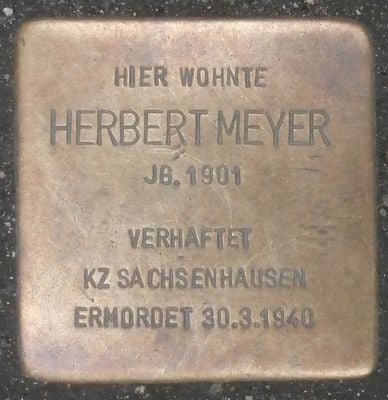 HIER WOHNTE
HERBERT MEYER
JG. 1901
VERHAFTET
KZ SACHSENHAUSEN
ERMORDET 30.3.1940